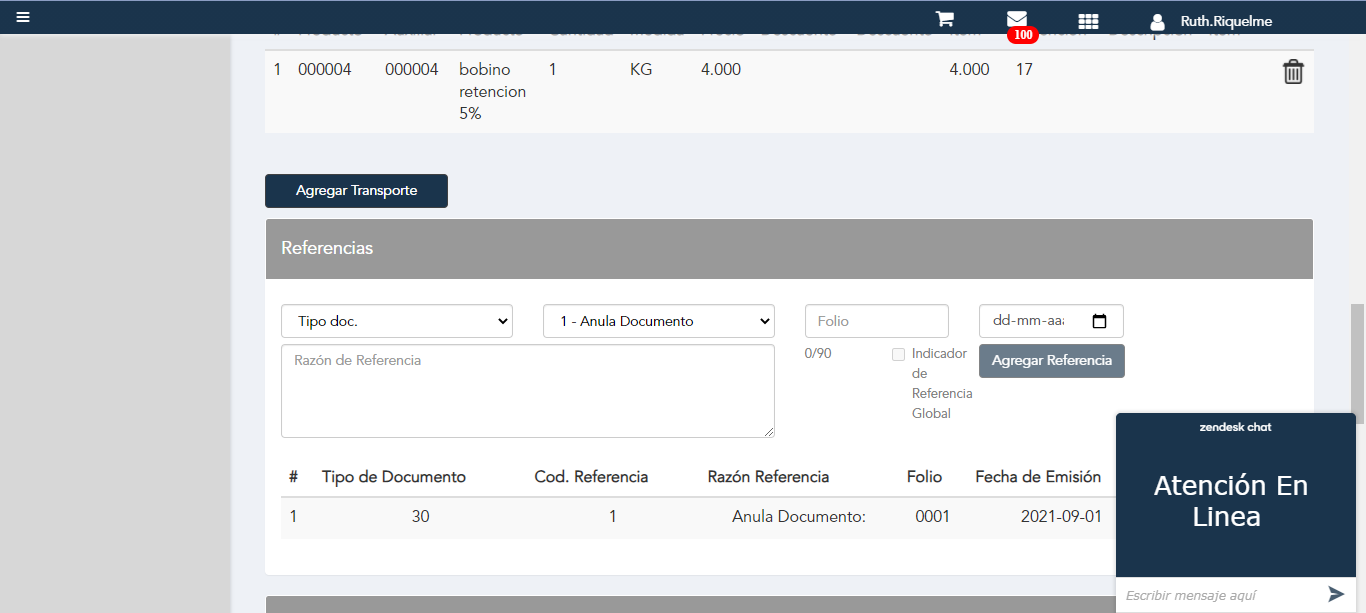 Ruth.Riquelme
100
1 000004 000004 bobino 1 KG 4.000 4.000 17
retencion
5%
Agregar Transporte
Referencias
Tipo doc. 1 - Anula Documento Folio dd-mm-aa
Razón de Referencia 0/90 Indicador Agregar Referencia
de
Referencia
Global
zendesk chat
Atención En
Linea
# Tipo de Documento Cod. Referencia Razón Referencia Folio Fecha de Emisión
1 30 1 Anula Documento: 0001 2021-09-01
Escribir mensaje aquí